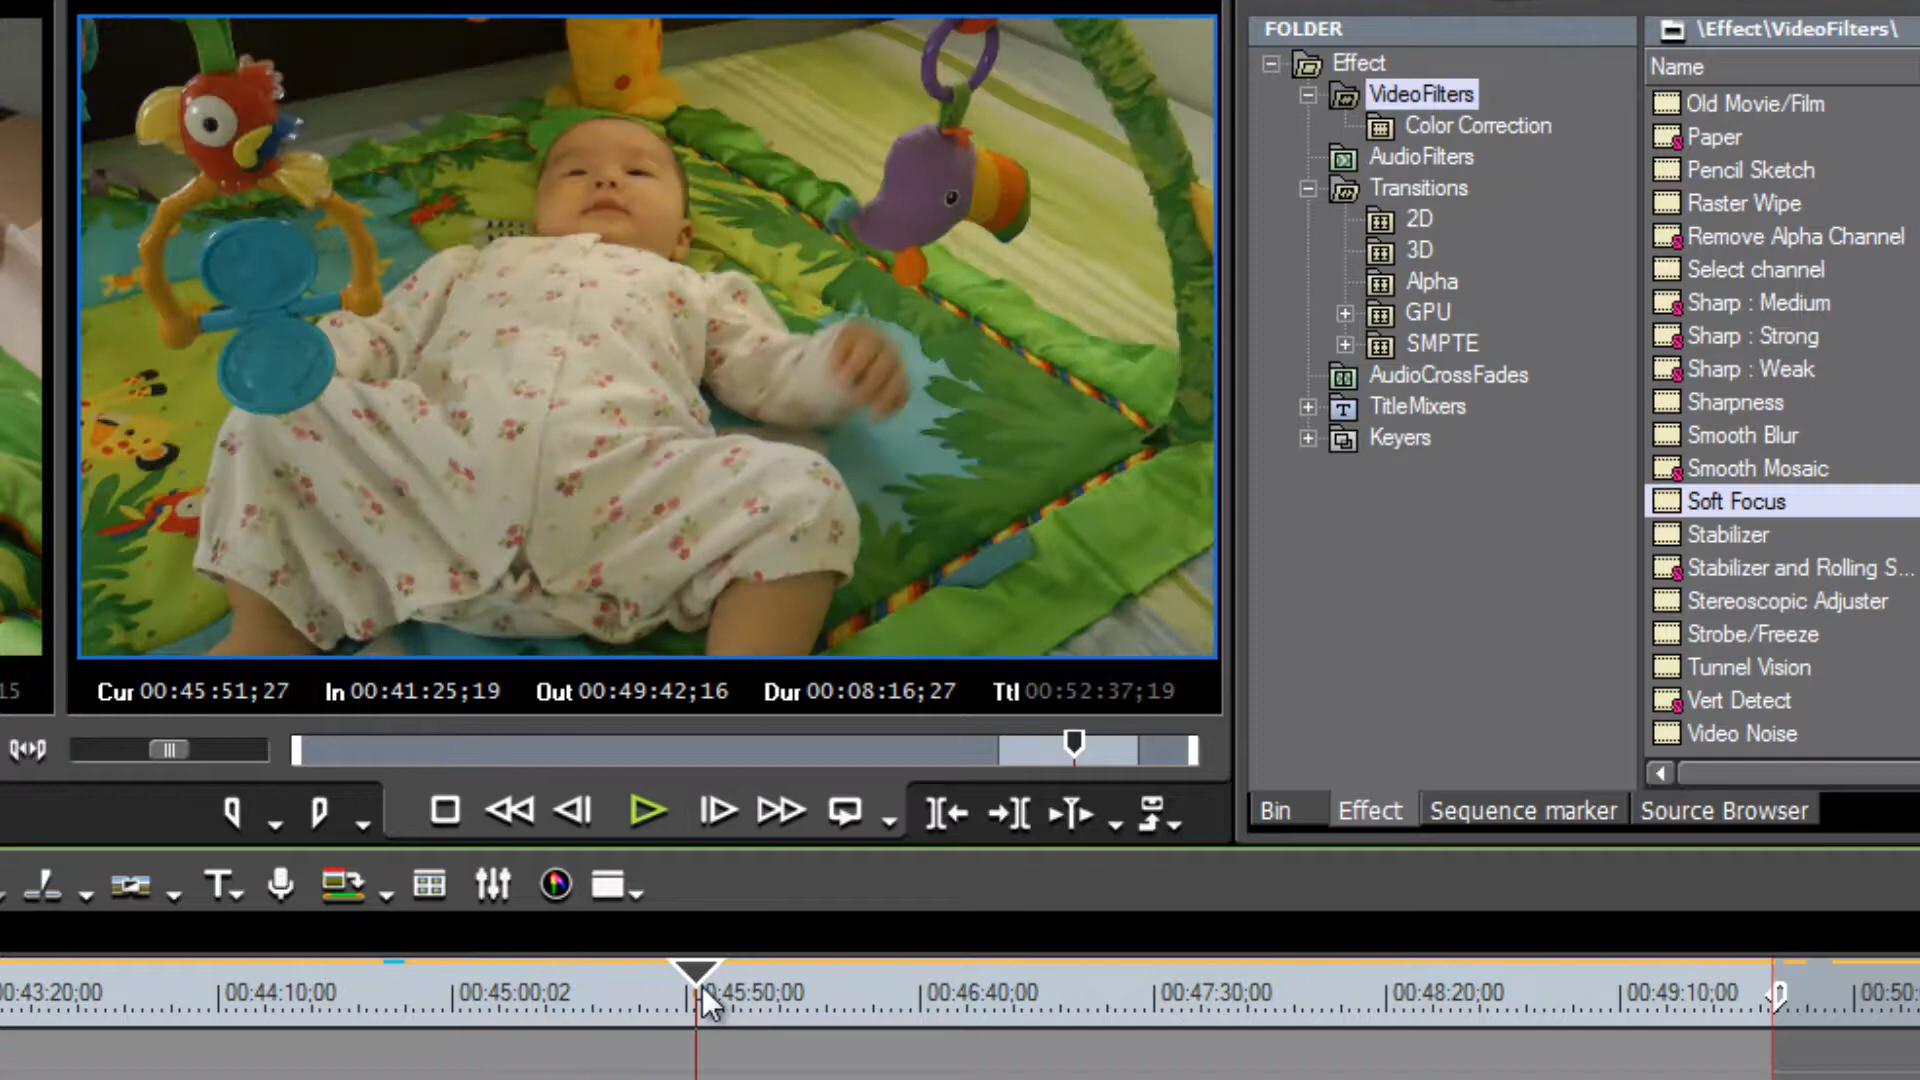 FOLDER
\Effect\VideoFilters\
Effect
VideoFilters
Color Correction
AudioFilters
Transitions
2D
3D
Alpha
GPU
SMPTE
AudioCrossFades
TitleMixers
Keyers
Name
Old Movie/Film
Paper
Pencil Sketch
Raster Wipe
Remove Alpha Channel
Select channel
Sharp : Medium
Sharp : Strong
Sharp : Weak
Sharpness
Smooth Blur
Smooth Mosaic
Soft Focus
Stabilizer
Stabilizer and Rolling S...
Stereoscopic Adjuster
Strobe/Freeze
Tunnel Vision
Vert Detect
Video Noise
15 Cur 00:45:51;27 In 00:41:25;19 Out 00:49:42;16 Dur 00:08:16;27 Ttl 00:52:37;19
Bin Effect Sequence marker Source Browser
00:43:20;00 00:44:10;00 00:45:00;02 00:45:50;00 00:46:40;00 00:47:30;00 00:48:20;00 00:49:10;00 00:50: